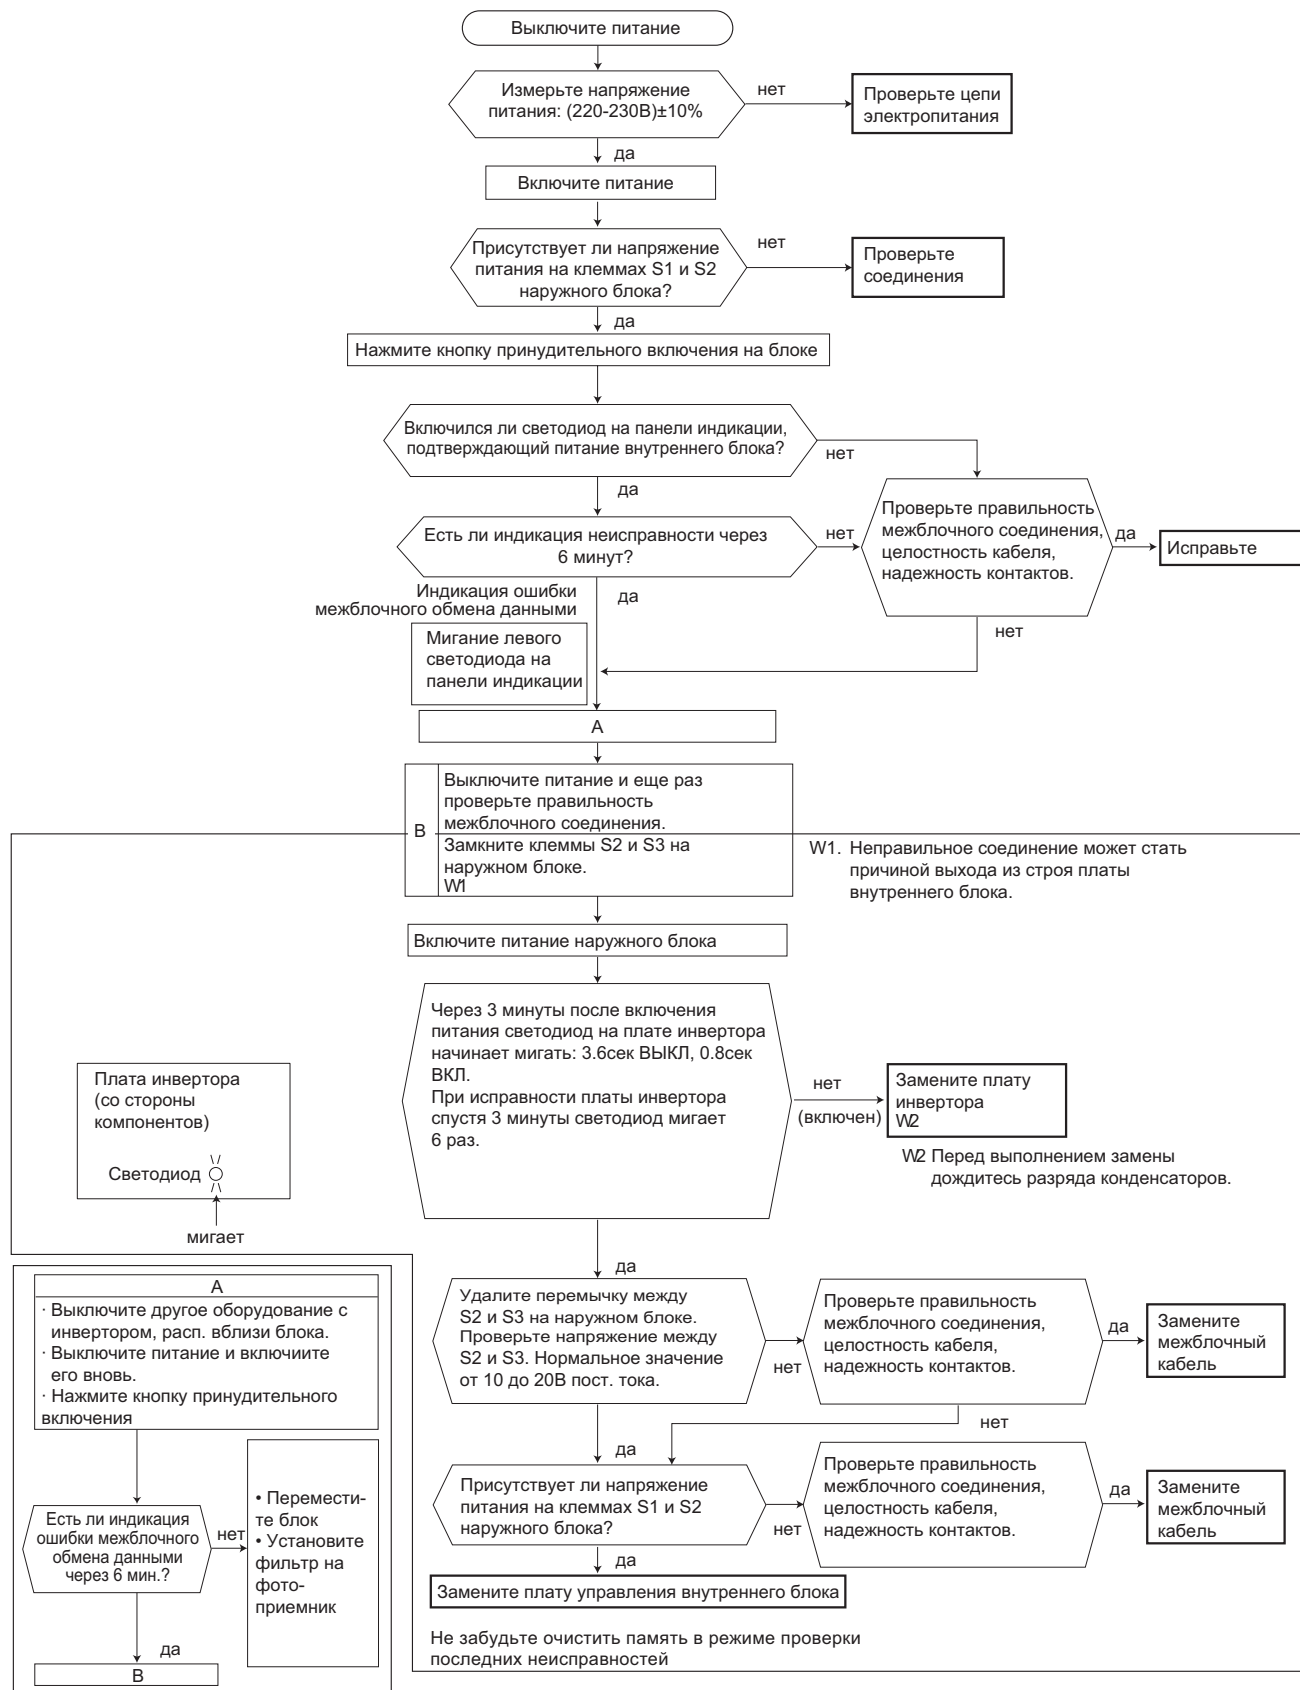 Выключите питание
Измерьте напряжение
питания: (220-230В)±10%
нет
Проверьте цепи
электропитания
да
Включите питание
Присутствует ли напряжение
питания на клеммах S1 и S2
наружного блока?
нет
Проверьте
соединения
да
Нажмите кнопку принудительного включения на блоке
Включился ли светодиод на панели индикации,
подтверждающий питание внутреннего блока?
нет
да
Есть ли индикация неисправности через
6 минут?
нет
Проверьте правильность
межблочного соединения,
целостность кабеля,
надежность контактов.
да
Исправьте
Индикация ошибки
межблочного обмена данными
да
нет
Мигание левого
светодиода на
панели индикации
A
B
Выключите питание и еще раз
проверьте правильность
межблочного соединения.
Замкните клеммы S2 и S3 на
наружном блоке.
W1
W1. Неправильное соединение может стать
причиной выхода из строя платы
внутреннего блока.
Включите питание наружного блока
Через 3 минуты после включения
питания светодиод на плате инвертора
начинает мигать: 3.6сек ВЫКЛ, 0.8сек
ВКЛ.
При исправности платы инвертора
спустя 3 минуты светодиод мигает
6 раз.
нет
(включен)
Замените плату
инвертора
W2
W2 Перед выполнением замены
дождитесь разряда конденсаторов.
Плата инвертора
(со стороны
компонентов)
Светодиод
мигает
да
Удалите перемычку между
S2 и S3 на наружном блоке.
Проверьте напряжение между
S2 и S3. Нормальное значение
от 10 до 20В пост. тока.
нет
Проверьте правильность
межблочного соединения,
целостность кабеля,
надежность контактов.
да
Замените
межблочный
кабель
нет
да
Присутствует ли напряжение
питания на клеммах S1 и S2
наружного блока?
нет
Проверьте правильность
межблочного соединения,
целостность кабеля,
надежность контактов.
да
Замените
межблочный
кабель
да
Замените плату управления внутреннего блока
Не забудьте очистить память в режиме проверки
последних неисправностей
A
· Выключите другое оборудование с
инвертором, расп. вблизи блока.
· Выключите питание и включиите
его вновь.
· Нажмите кнопку принудительного
включения
Есть ли индикация
ошибки межблочного
обмена данными
через 6 мин.?
нет
• Перемести-
те блок
• Установите
фильтр на
фото-
приемник
да
B